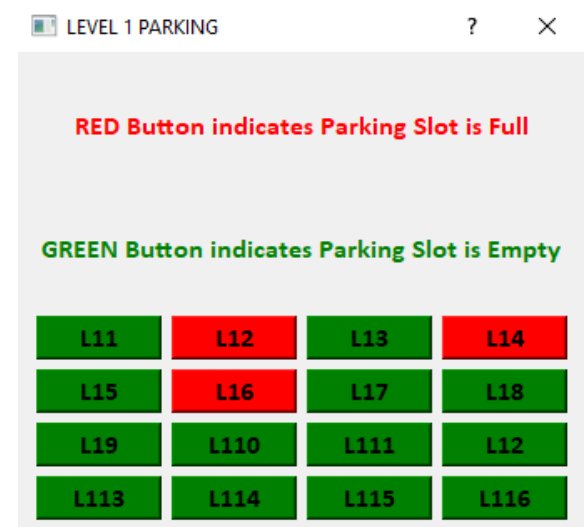 LEVEL 1 PARKING ?
RED Button indicates Parking Slot is Full
GREEN Button indicates Parking Slot is Empty
L11 L12 L13 L14
L15 L16 L17 L18
L19 L110 L111 L12
L113 L114 L115 L116